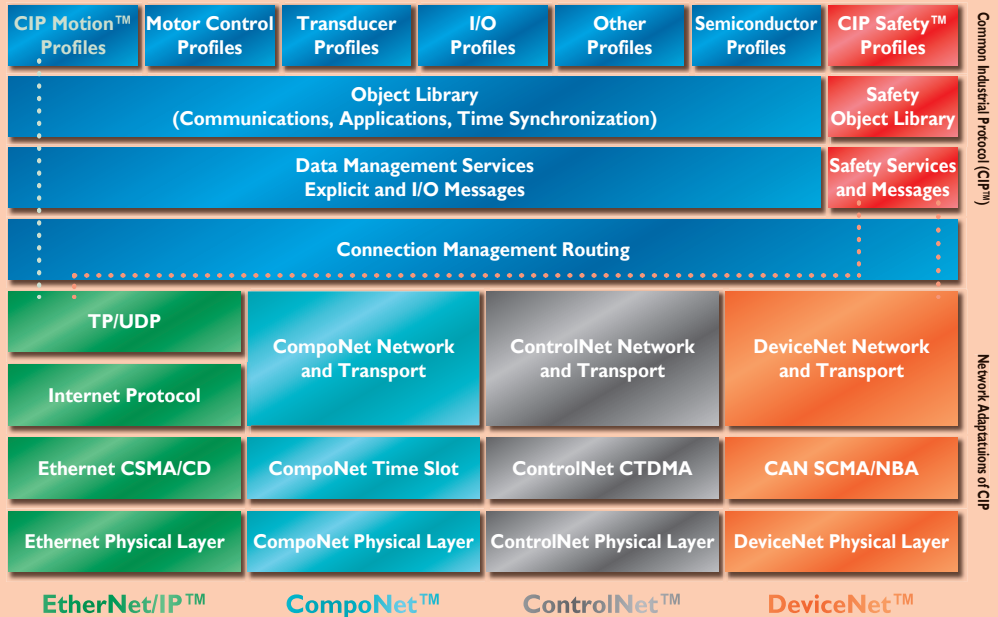 CIP Motion™
Profiles
Motor Control
Profiles
Transducer
Profiles
I/O
Profiles
Other
Profiles
Semiconductor
Profiles
CIP Safety™
Profiles
Object Library
(Communications, Applications, Time Synchronization)
Safety
Object Library
Data Management Services
Explicit and I/O Messages
Safety Services
and Messages
Connection Management Routing
Common Industrial Protocol (CIP™)
TP/UDP
CompoNet Network
and Transport
ControlNet Network
and Transport
DeviceNet Network
and Transport
Internet Protocol
Ethernet CSMA/CD
CompoNet Time Slot
ControlNet CTDMA
CAN SCMA/NBA
Ethernet Physical Layer
CompoNet Physical Layer
ControlNet Physical Layer
DeviceNet Physical Layer
Network Adaptatuions of CIP
EtherNet/IP™
CompoNet™
ControlNet™
DeviceNet™